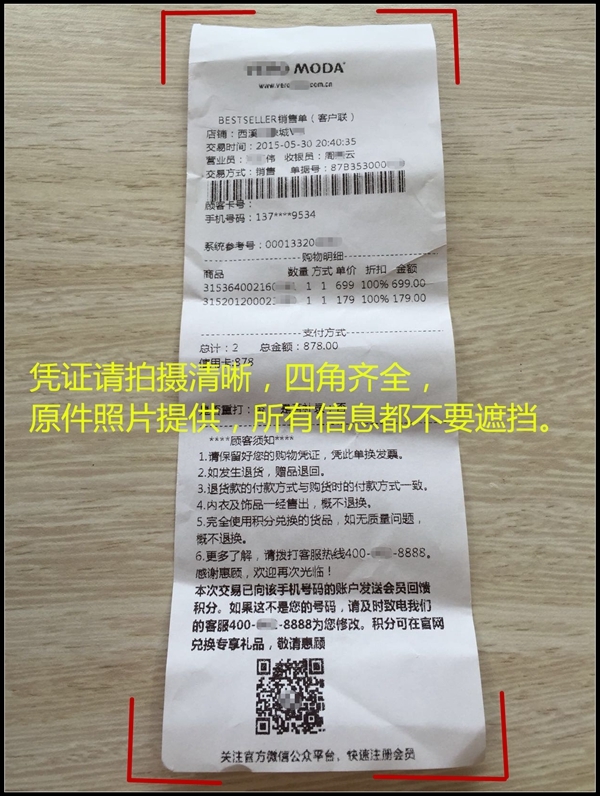 MODA
www.vero com.cn
BESTSELLER销售单（客户联）
店铺：西溪 城V
交易时间：2015-05-30 20:40:35
营业员： 伟 收银员：周 云
交易方式：销售 单据号：87B353000
顾客卡号：
手机号码：137****9534
系统参考号：00013320
购物明细
商品 数量 方式 单价 折扣 金额
31536400216 1 1 699 100% 699.00
3152012000 1 1 179 100% 179.00
支付方式
总计：2 总金额：878.00
使用卡:878
凭证请拍摄清晰，四角齐全，
原件照片提供，所有信息都不要遮挡。
****顾客须知****
1.请保留好您的购物凭证，凭此单换发票。
2.如发生退货，赠品退回。
3.退货款的付款方式与购货时的付款方式一致。
4.内衣及饰品一经售出，概不退换。
5.完全使用积分兑换的货品，如无质量问题，
概不退换。
6.更多了解，请拨打客服热线400- -8888。
感谢惠顾，欢迎再次光临！
本次交易已向该手机号码的账户发送会员回馈
积分。如果这不是您的号码，请及时致电我们
的客服400- -8888为您修改。积分可在官网
兑换专享礼品，敬请惠顾
关注官方微信公众平台，快速注册会员